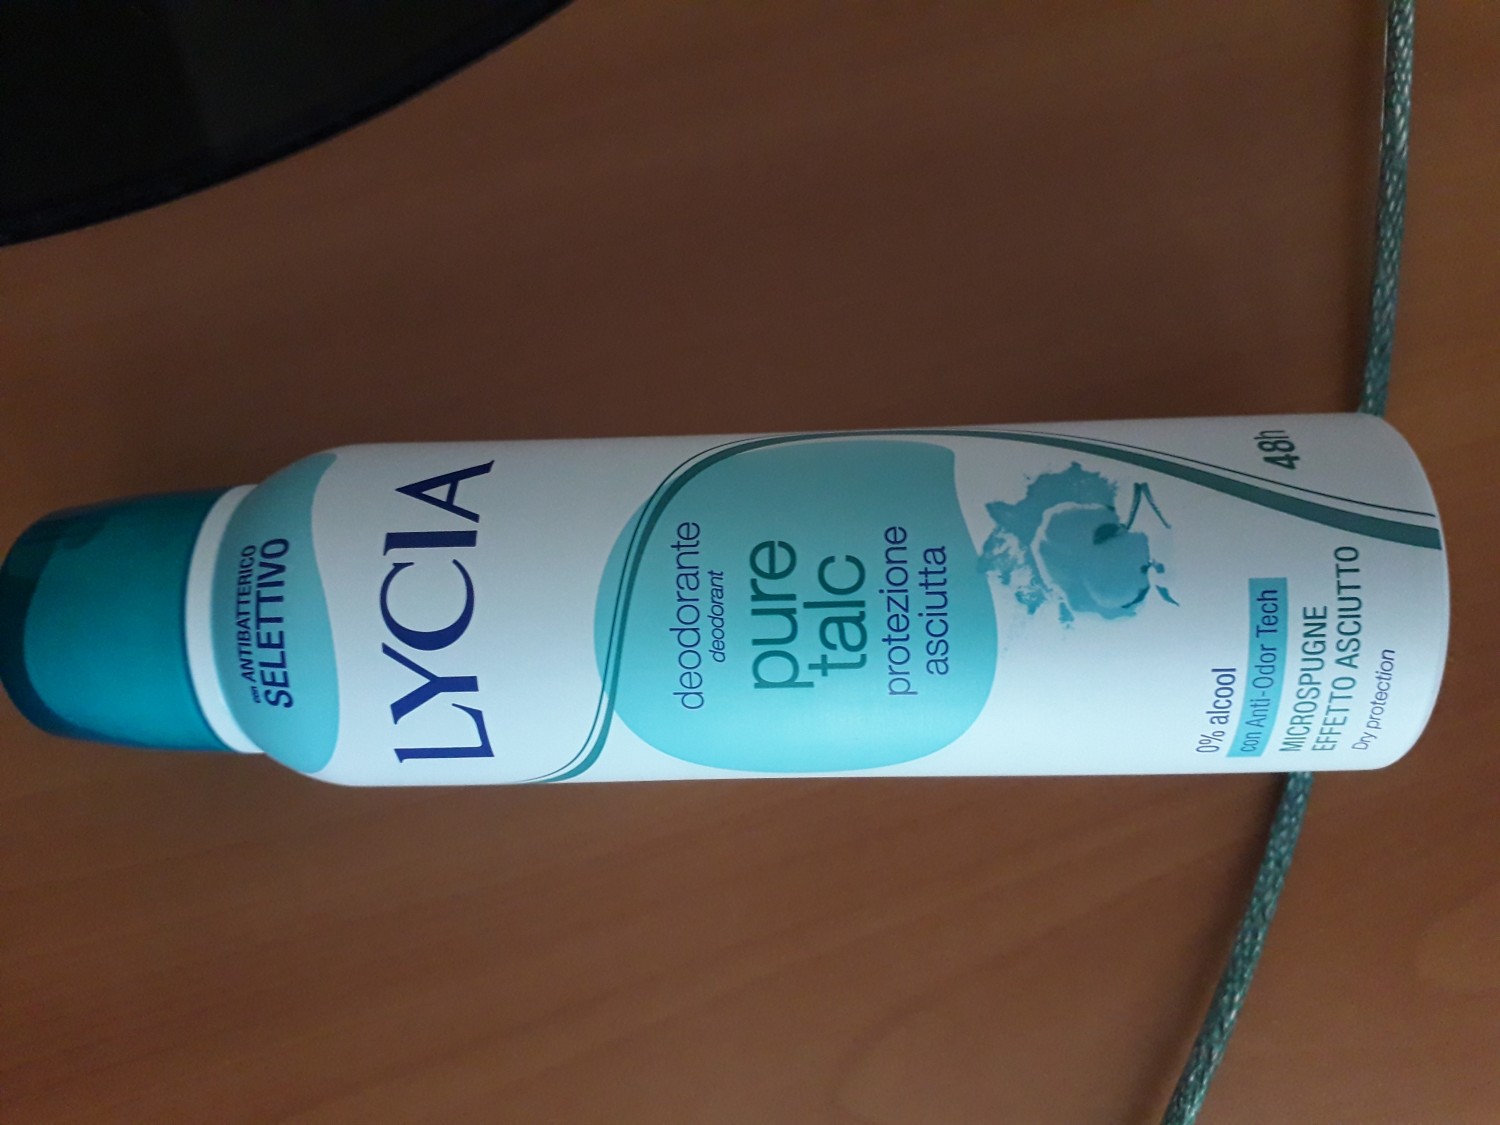 con ANTIBATTERICO
SELETTIVO
LYCIA
deodorante
deodorant
pure
talc
protezione
asciutta
48h
0% alcool
con Anti-Odor Tech
MICROSPUGNE
EFFETTO ASCIUTTO
Dry protection